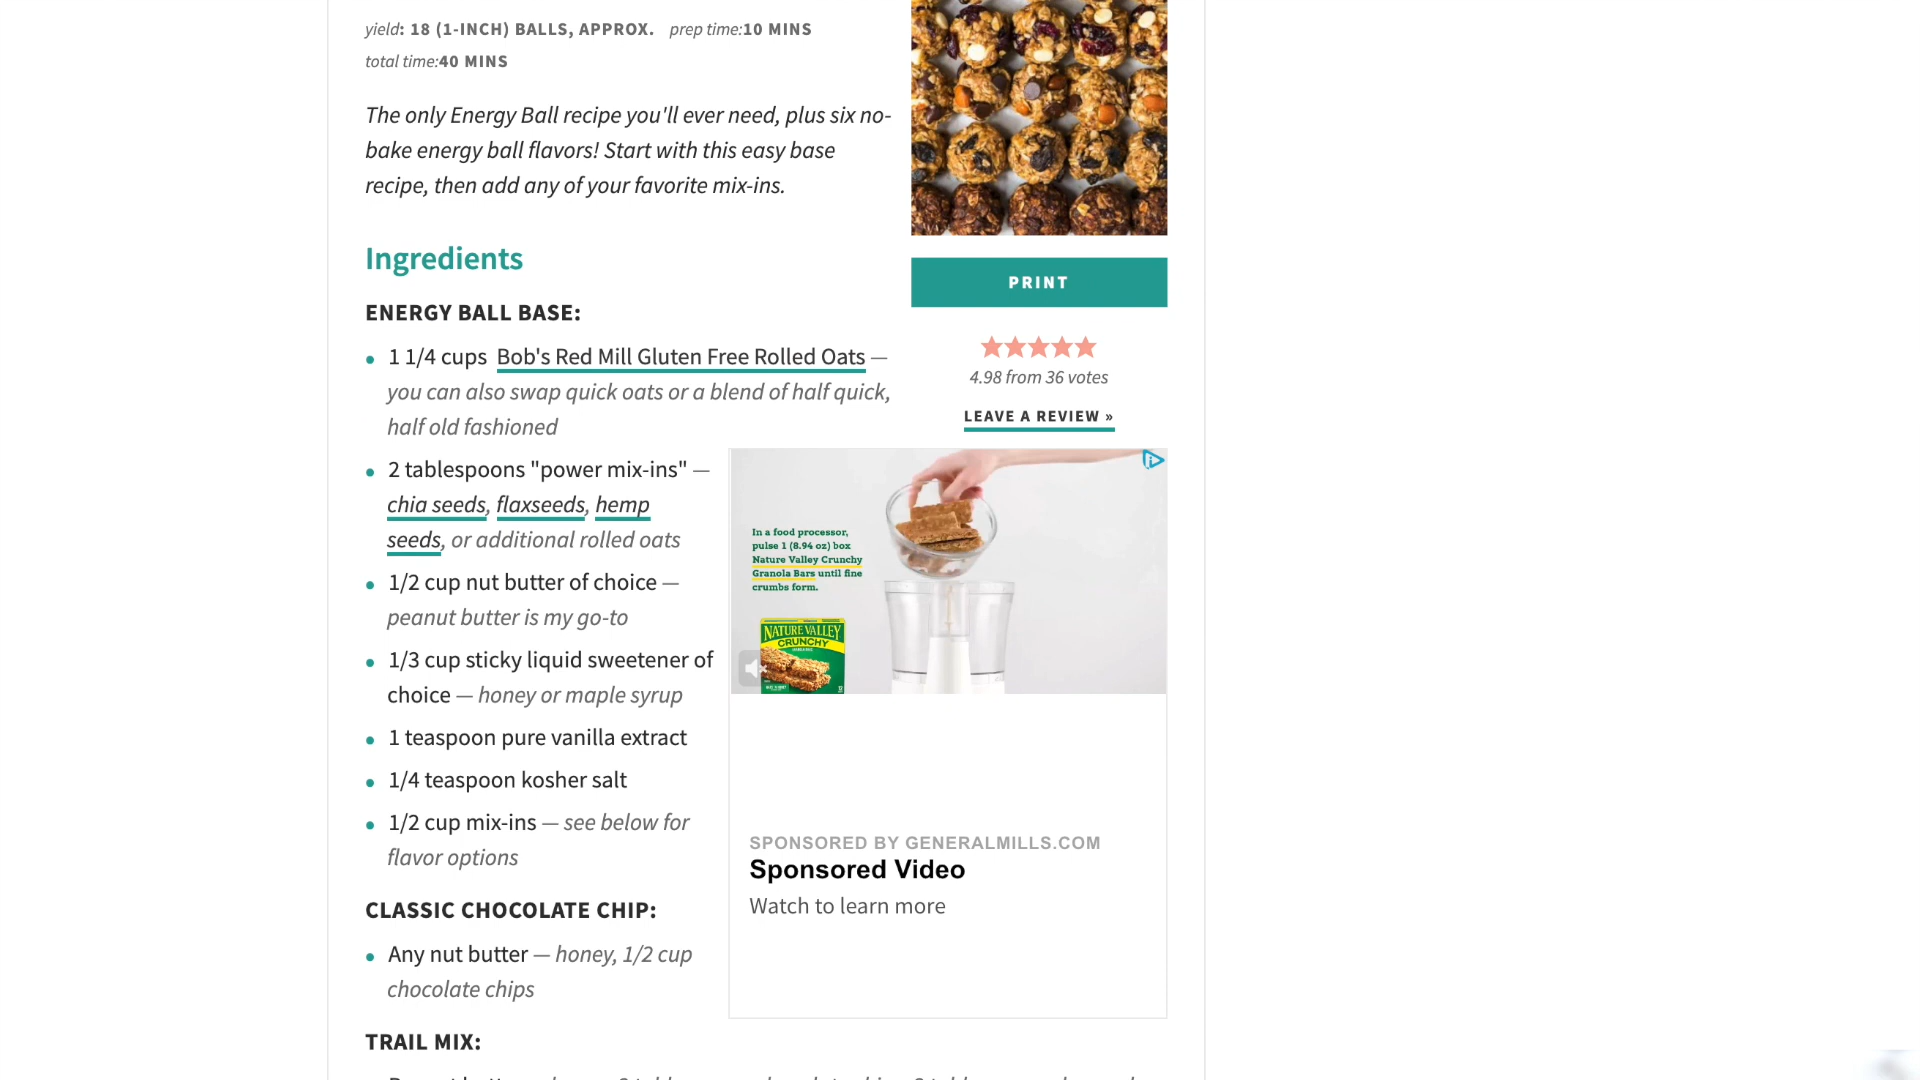 yield: 18 (1-INCH) BALLS, APPROX. prep time:10 MINS
total time:40 MINS
The only Energy Ball recipe you'll ever need, plus six no-
bake energy ball flavors! Start with this easy base
recipe, then add any of your favorite mix-ins.
Ingredients
PRINT
ENERGY BALL BASE:
1 1/4 cups Bob's Red Mill Gluten Free Rolled Oats —
you can also swap quick oats or a blend of half quick,
half old fashioned
4.98 from 36 votes
LEAVE A REVIEW »
2 tablespoons "power mix-ins" —
chia seeds, flaxseeds, hemp
seeds, or additional rolled oats
1/2 cup nut butter of choice —
peanut butter is my go-to
1/3 cup sticky liquid sweetener of
choice — honey or maple syrup
1 teaspoon pure vanilla extract
1/4 teaspoon kosher salt
1/2 cup mix-ins — see below for
flavor options
In a food processor,
pulse 1 (8.94 oz) box
Nature Valley Crunchy
Granola Bars until fine
crumbs form.
NATURE VALLEY
CRUNCHY
SPONSORED BY GENERALMILLS.COM
Sponsored Video
Watch to learn more
CLASSIC CHOCOLATE CHIP:
Any nut butter — honey, 1/2 cup
chocolate chips
TRAIL MIX: